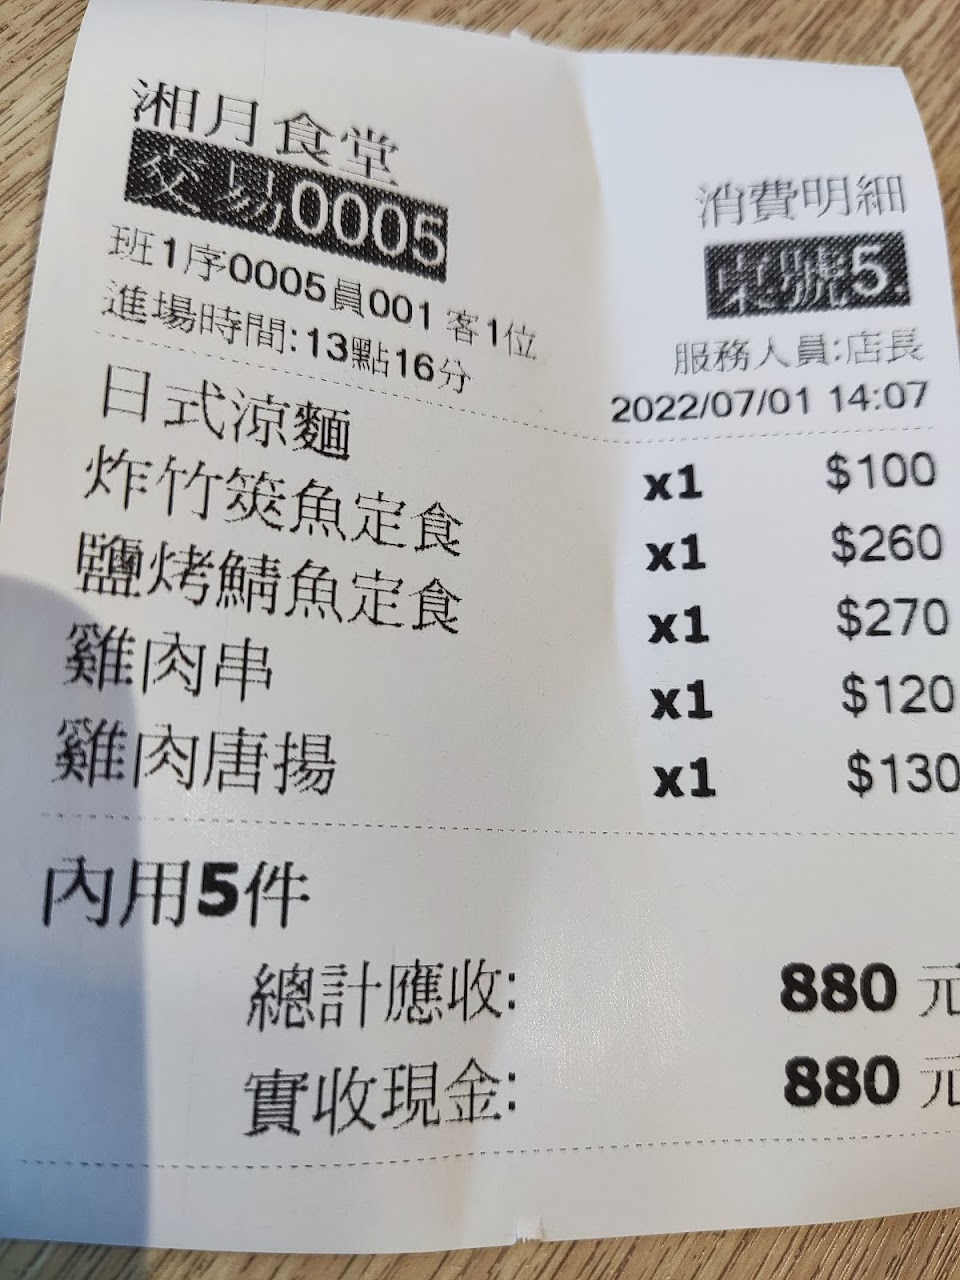 湘月食堂
消費明細
交易0005
桌號5.
班1序0005員001 客1位
服務人員:店長
進場時間:13點16分
2022/07/01 14:07
日式涼麵 x1 $100
炸竹筴魚定食 x1 $260
鹽烤鯖魚定食 x1 $270
雞肉串 x1 $120
雞肉唐揚 x1 $130
內用5件
總計應收: 880 元
實收現金: 880 元